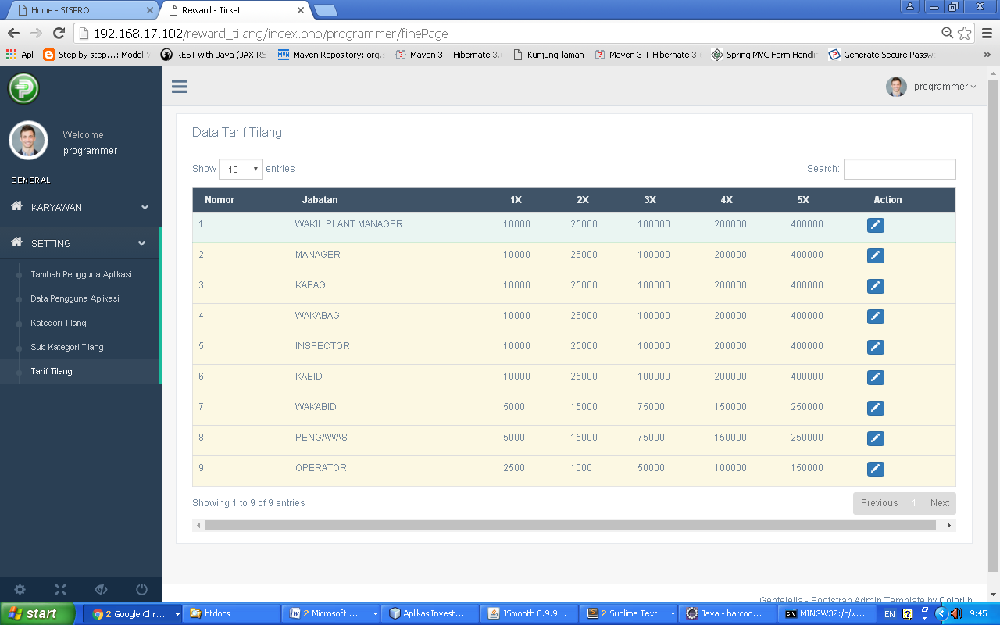 Home - SISPRO
Reward - Ticket
192.168.17.102/reward_tilang/index.php/programmer/finePage
Apl Step by step...: Model- REST with Java (JAX-RS Maven Repository: org. Maven 3 + Hibernate 3. Kunjungi laman Maven 3 + Hibernate 3. Spring MVC Form Handlin Generate Secure Passw »
programmer
Welcome,
programmer
GENERAL
KARYAWAN
SETTING
Tambah Pengguna Aplikasi
Data Pengguna Aplikasi
Kategori Tilang
Sub Kategori Tilang
Tarif Tilang
Data Tarif Tilang
Show 10 entries Search:
Nomor Jabatan 1X 2X 3X 4X 5X Action
1 WAKIL PLANT MANAGER 10000 25000 100000 200000 400000 |
2 MANAGER 10000 25000 100000 200000 400000 |
3 KABAG 10000 25000 100000 200000 400000 |
4 WAKABAG 10000 25000 100000 200000 400000 |
5 INSPECTOR 10000 25000 100000 200000 400000 |
6 KABID 10000 25000 100000 200000 400000 |
7 WAKABID 5000 15000 75000 150000 250000 |
8 PENGAWAS 5000 15000 75000 150000 250000 |
9 OPERATOR 2500 1000 50000 100000 150000 |
Showing 1 to 9 of 9 entries Previous 1 Next
Gentelella - Bootstrap Admin Template by Colorlib
start 2 Google Chr... htdocs 2 Microsoft ... AplikasiInvest... JSmooth 0.9.9... 2 Sublime Text Java - barcod... MINGW32:/c/x... EN 9:45